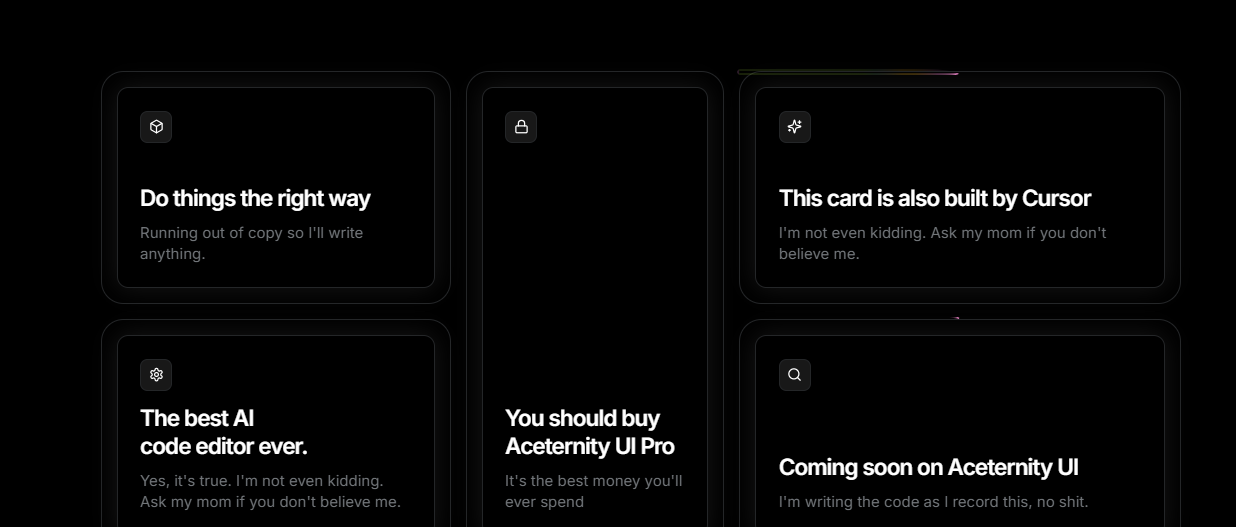 Do things the right way
Running out of copy so I'll write
anything.
The best AI
code editor ever.
Yes, it's true. I'm not even kidding.
Ask my mom if you don't believe me.
You should buy
Aceternity UI Pro
It's the best money you'll
ever spend
This card is also built by Cursor
I'm not even kidding. Ask my mom if you don't
believe me.
Coming soon on Aceternity UI
I'm writing the code as I record this, no shit.